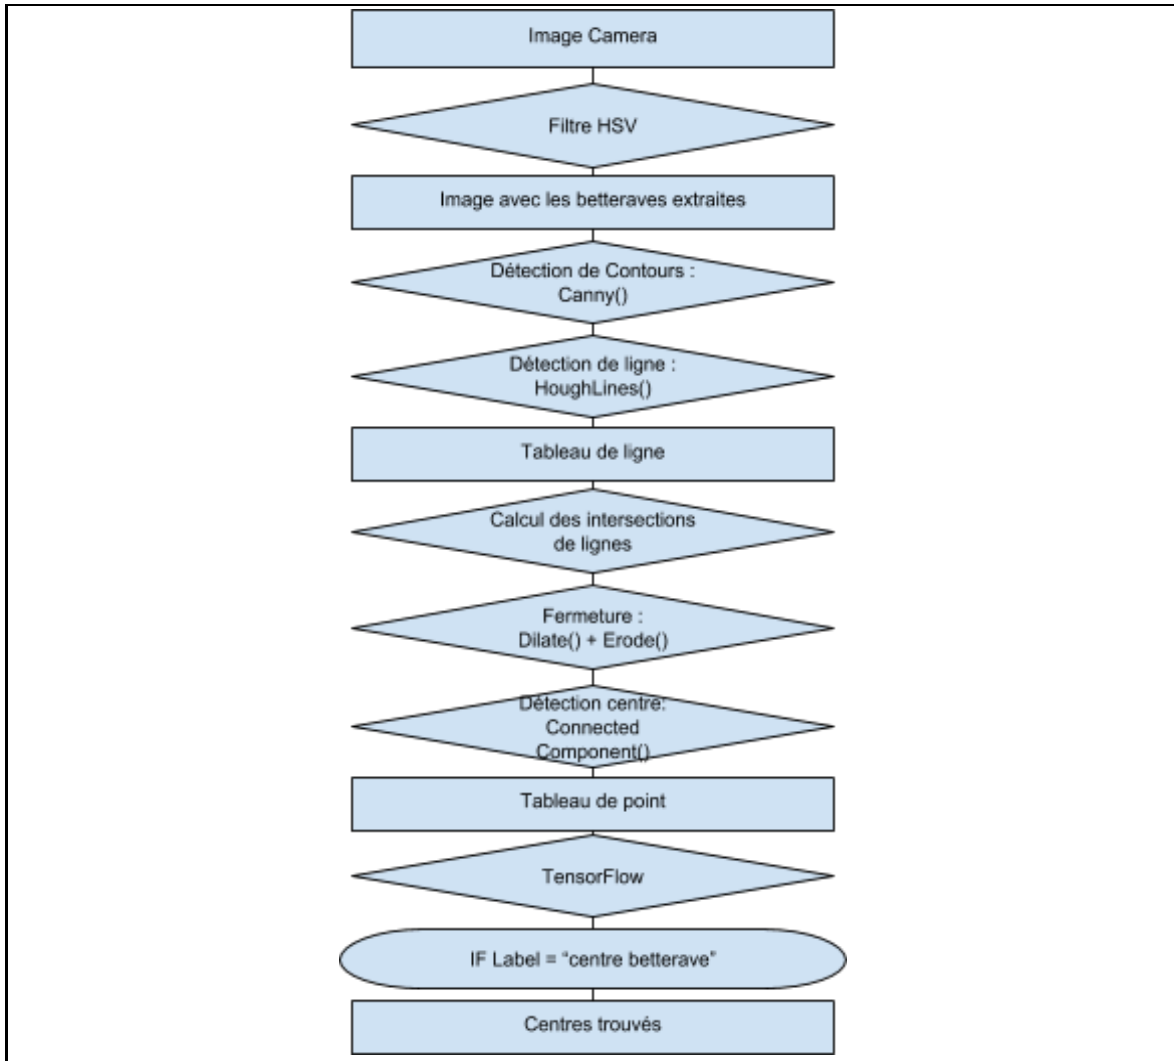 Image Camera
Filtre HSV
Image avec les betteraves extraites
Détection de Contours :
Canny()
Détection de ligne :
HoughLines()
Tableau de ligne
Calcul des intersections
de lignes
Fermeture :
Dilate() + Erode()
Détection centre:
Connected
Component()
Tableau de point
TensorFlow
IF Label = “centre betterave”
Centres trouvés